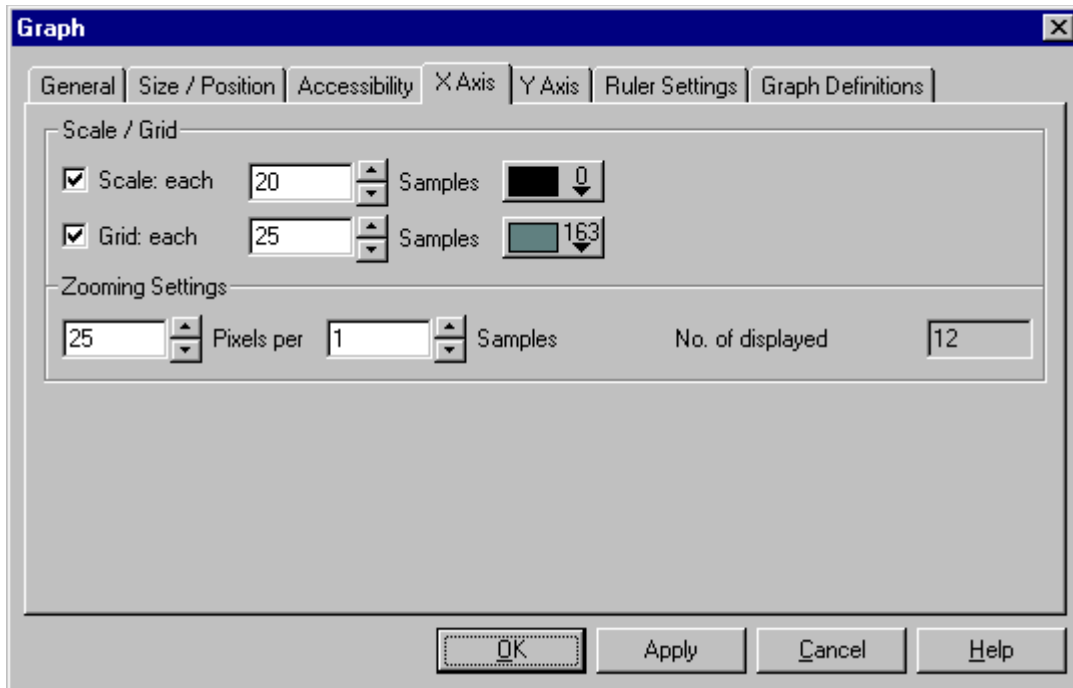 Graph
General Size / Position Accessibility X Axis Y Axis Ruler Settings Graph Definitions
Scale / Grid
Scale: each 20 Samples 0
Grid: each 25 Samples 163
Zooming Settings
25 Pixels per 1 Samples No. of displayed 12
OK Apply Cancel Help